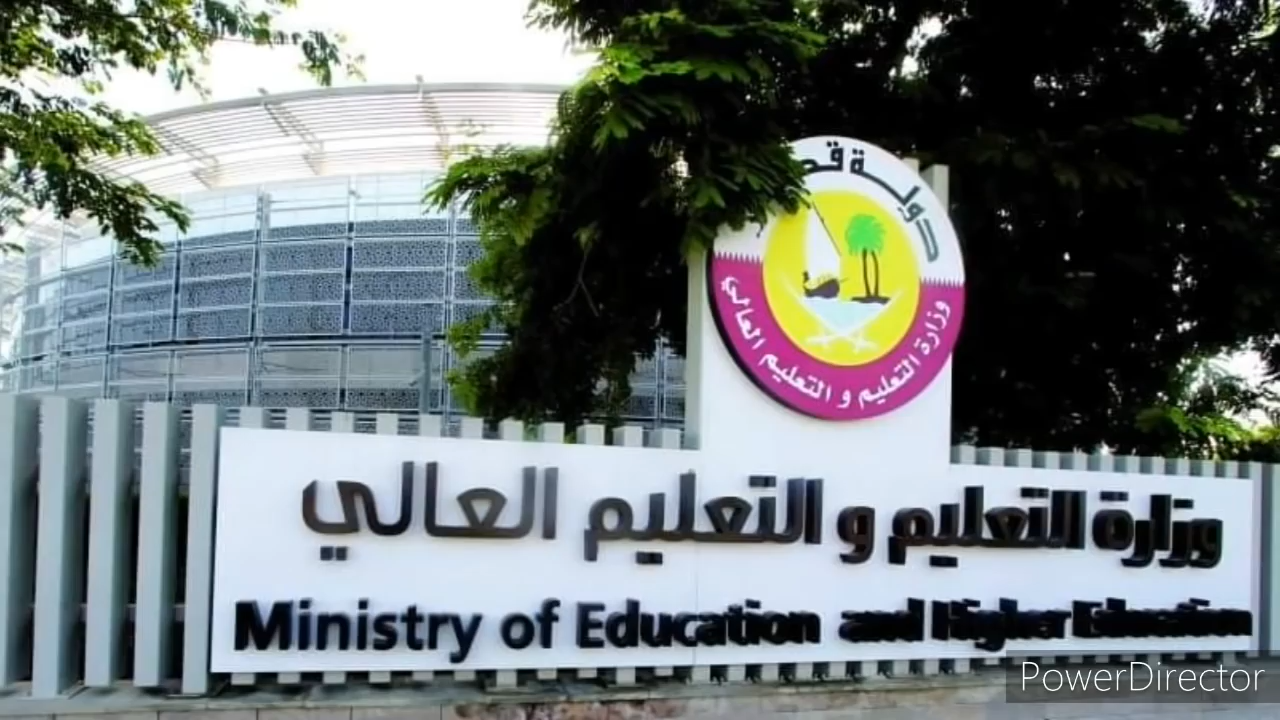 دولة
وزارة التعليم و التعليم العالي
وزارة التعليم و التعليم العالي
Ministry of Education and Higher Education
PowerDirector